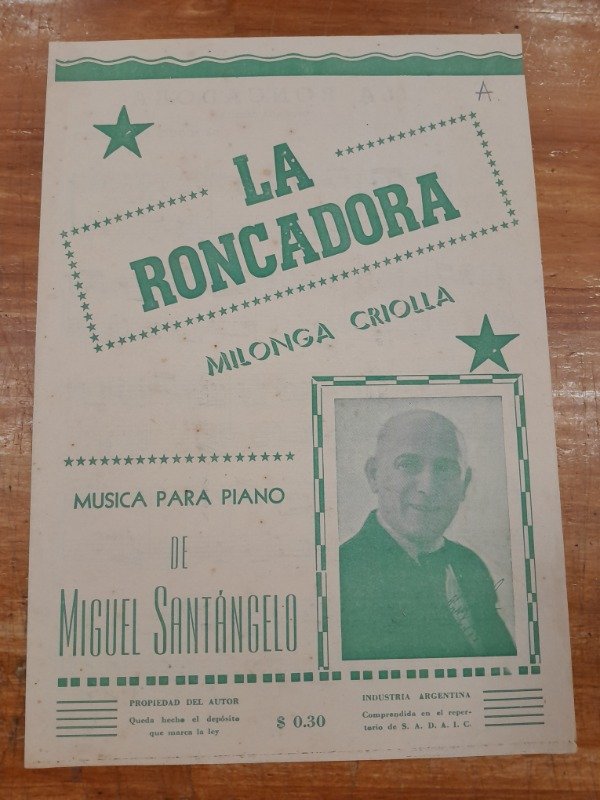 A
LA
RONCADORA
MILONGA CRIOLLA
MUSICA PARA PIANO
DE
MIGUEL SANTÁNGELO
PROPIEDAD DEL AUTOR
Queda hecho el depósito
que marca la ley
$ 0.30
INDUSTRIA ARGENTINA
Comprendida en el reper-
torio de S. A. D. A. I. C.